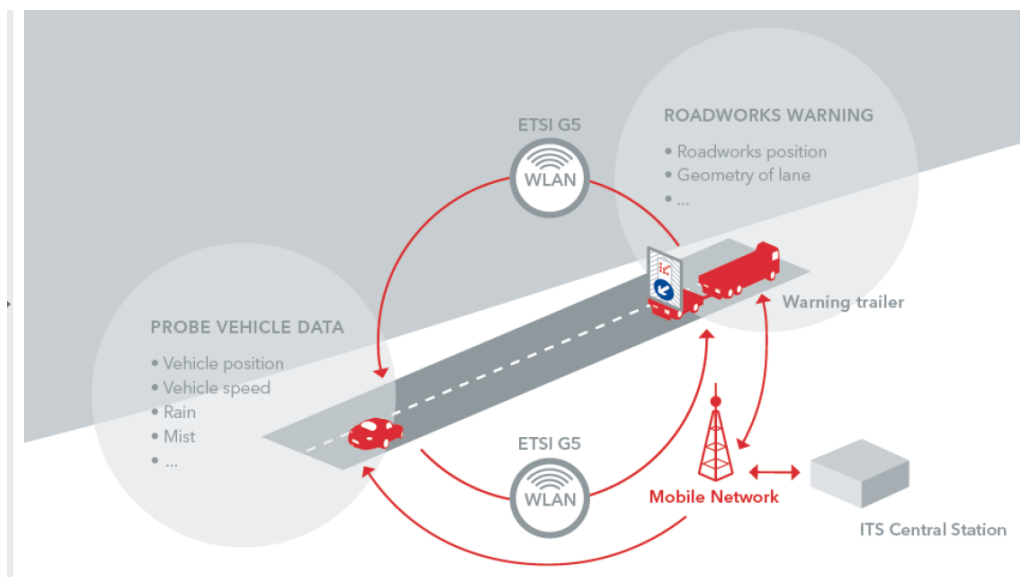 ETSI G5
WLAN
ROADWORKS WARNING
• Roadworks position
• Geometry of lane
• ...
Warning trailer
PROBE VEHICLE DATA
• Vehicle position
• Vehicle speed
• Rain
• Mist
• ...
ETSI G5
WLAN
Mobile Network
ITS Central Station